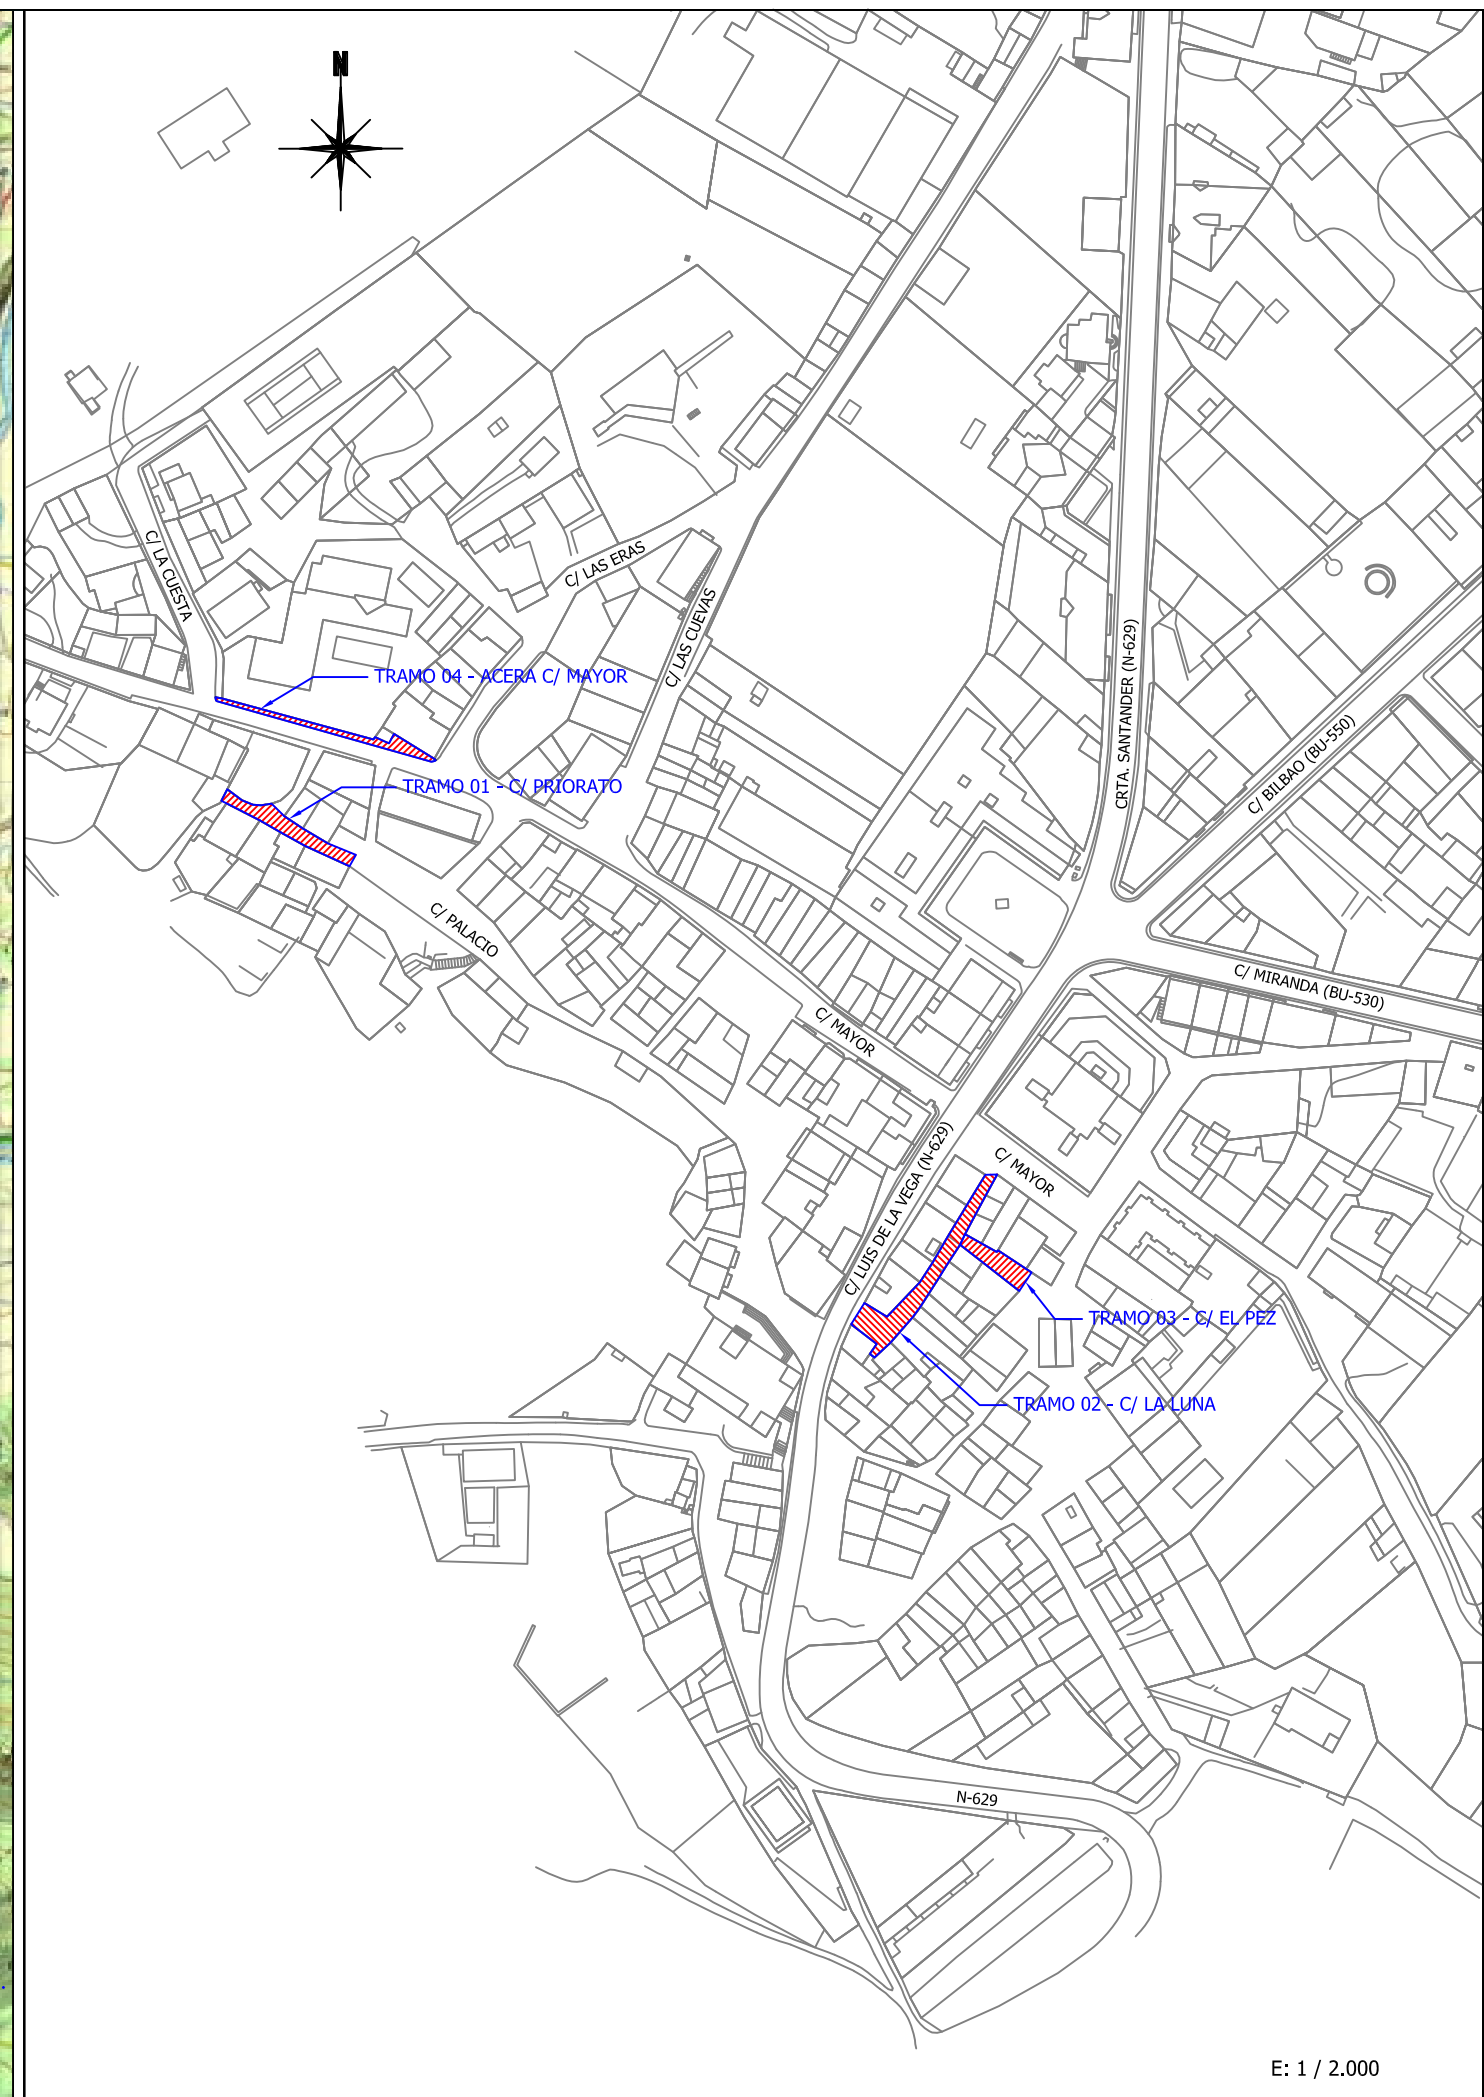 N
C/ LA CUESTA
C/ LAS ERAS
C/ LAS CUEVAS
CRTA. SANTANDER (N-629)
TRAMO 04 - ACERA C/ MAYOR
C/ BILBAO (BU-550)
TRAMO 01 - C/ PRIORATO
C/ PALACIO
C/ MIRANDA (BU-530)
C/ MAYOR
C/ LUIS DE LA VEGA (N-629)
C/ MAYOR
TRAMO 03 - C/ EL PEZ
TRAMO 02 - C/ LA LUNA
N-629
E: 1 / 2.000